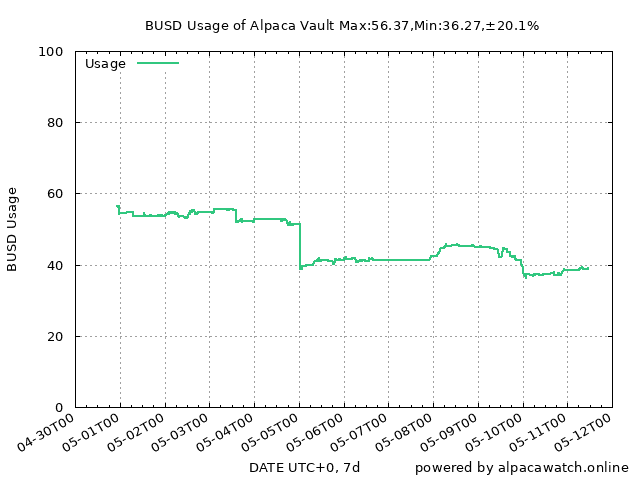 BUSD Usage of Alpaca Vault Max:56.37,Min:36.27,±20.1%
100
Usage
80
60
BUSD Usage
40
20
0
04-30T00 05-01T00 05-02T00 05-03T00 05-04T00 05-05T00 05-06T00 05-07T00 05-08T00 05-09T00 05-10T00 05-11T00 05-12T00
DATE UTC+0, 7d
powered by alpacawatch.online